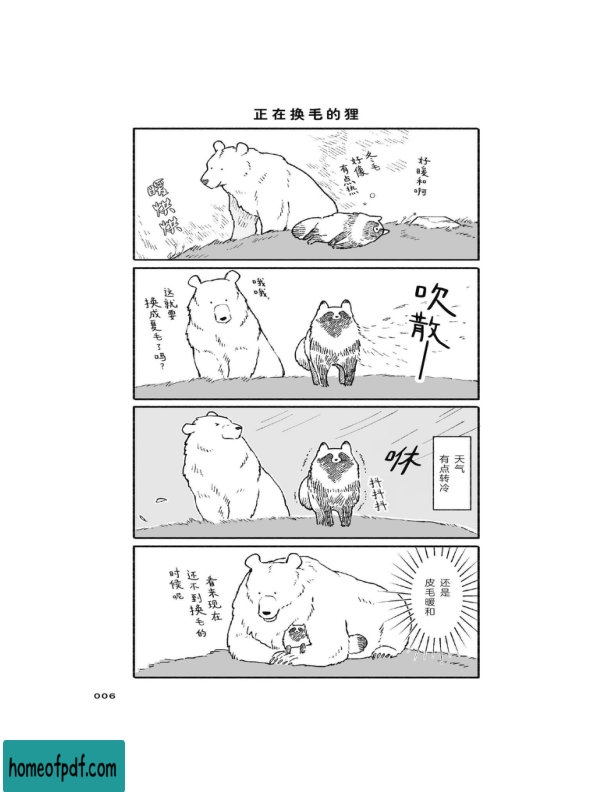 正在换毛的狸
好暖和啊
冬毛
好像
有点热
暖烘烘
吹散——
哦哦，
这就要
换成夏毛了吗？
天气
有点转冷
咻
抖抖抖
还是
皮毛暖和
看来现在
还不到换毛的
时候呢
006
homeofpdf.com